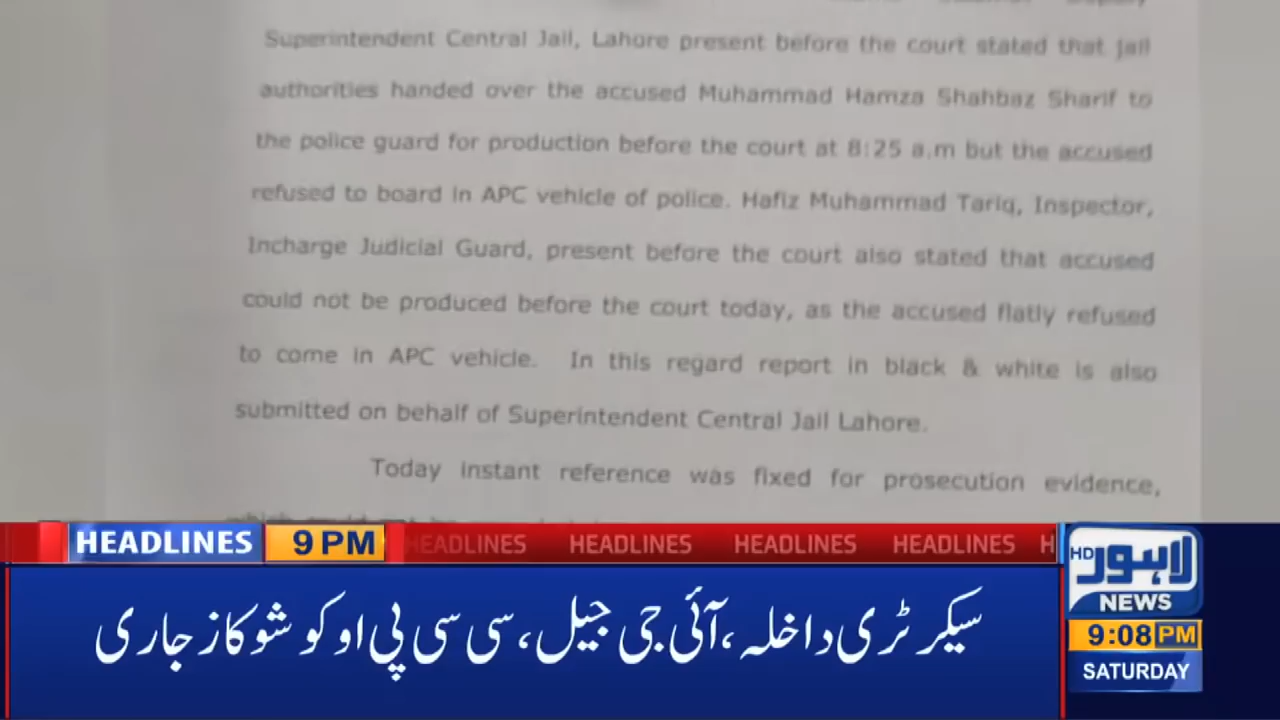 Superintendent Central Jail, Lahore present before the court stated that jail
authorities handed over the accused Muhammad Hamza Shahbaz Sharif to
the police guard for production before the court at 8:25 a.m but the accused
refused to board in APC vehicle of police. Hafiz Muhammad Tariq, Inspector,
Incharge Judicial Guard, present before the court also stated that accused
could not be produced before the court today, as the accused flatly refused
to come in APC vehicle. In this regard report in black & white is also
submitted on behalf of Superintendent Central Jail Lahore.
Today instant reference was fixed for prosecution evidence,
HEADLINES 9 PM HEADLINES HEADLINES HEADLINES HEADLINES H
سیکرٹری داخلہ، آئی جی جیل، سی سی پی او کو شوکاز جاری
HD لاہور
NEWS
9:08 PM
SATURDAY